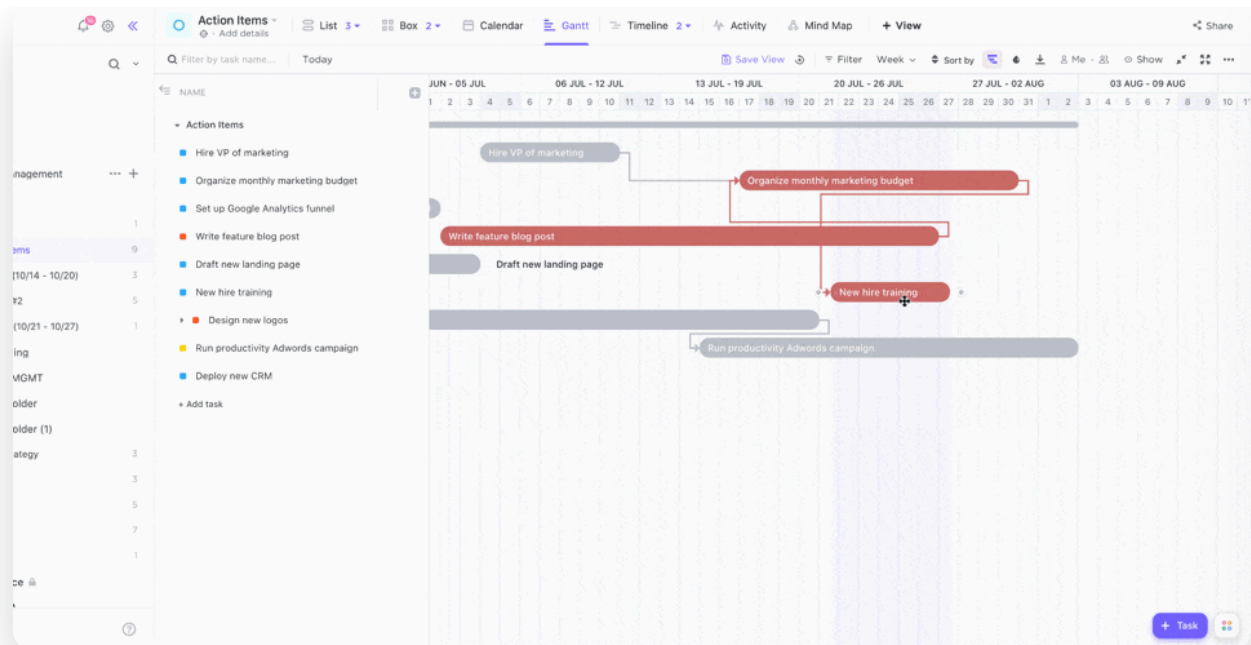 Action Items
Add details
List 3
Box 2
Calendar
Gantt
Timeline 2
Activity
Mind Map
+ View
Share
Filter by task name...
Today
Save View
Filter
Week
Sort by
Me
Show
NAME
JUN - 05 JUL
06 JUL - 12 JUL
13 JUL - 19 JUL
20 JUL - 26 JUL
27 JUL - 02 AUG
03 AUG - 09 AUG
1 2 3 4 5 6 7 8 9 10 11 12 13 14 15 16 17 18 19 20 21 22 23 24 25 26 27 28 29 30 31 1 2 3 4 5 6 7 8 9 10 1
Action Items
Hire VP of marketing
Hire VP of marketing
Organize monthly marketing budget
Organize monthly marketing budget
Set up Google Analytics funnel
Write feature blog post
Write feature blog post
Draft new landing page
Draft new landing page
New hire training
New hire training
Design new logos
Run productivity Adwords campaign
Run productivity Adwords campaign
Deploy new CRM
+ Add task
nagement
1
ems 9
(10/14 - 10/20) 3
#2 5
(10/21 - 10/27) 1
ing
MGMT
older
older (1)
ategy 3
3
5
7
1
ce
+ Task